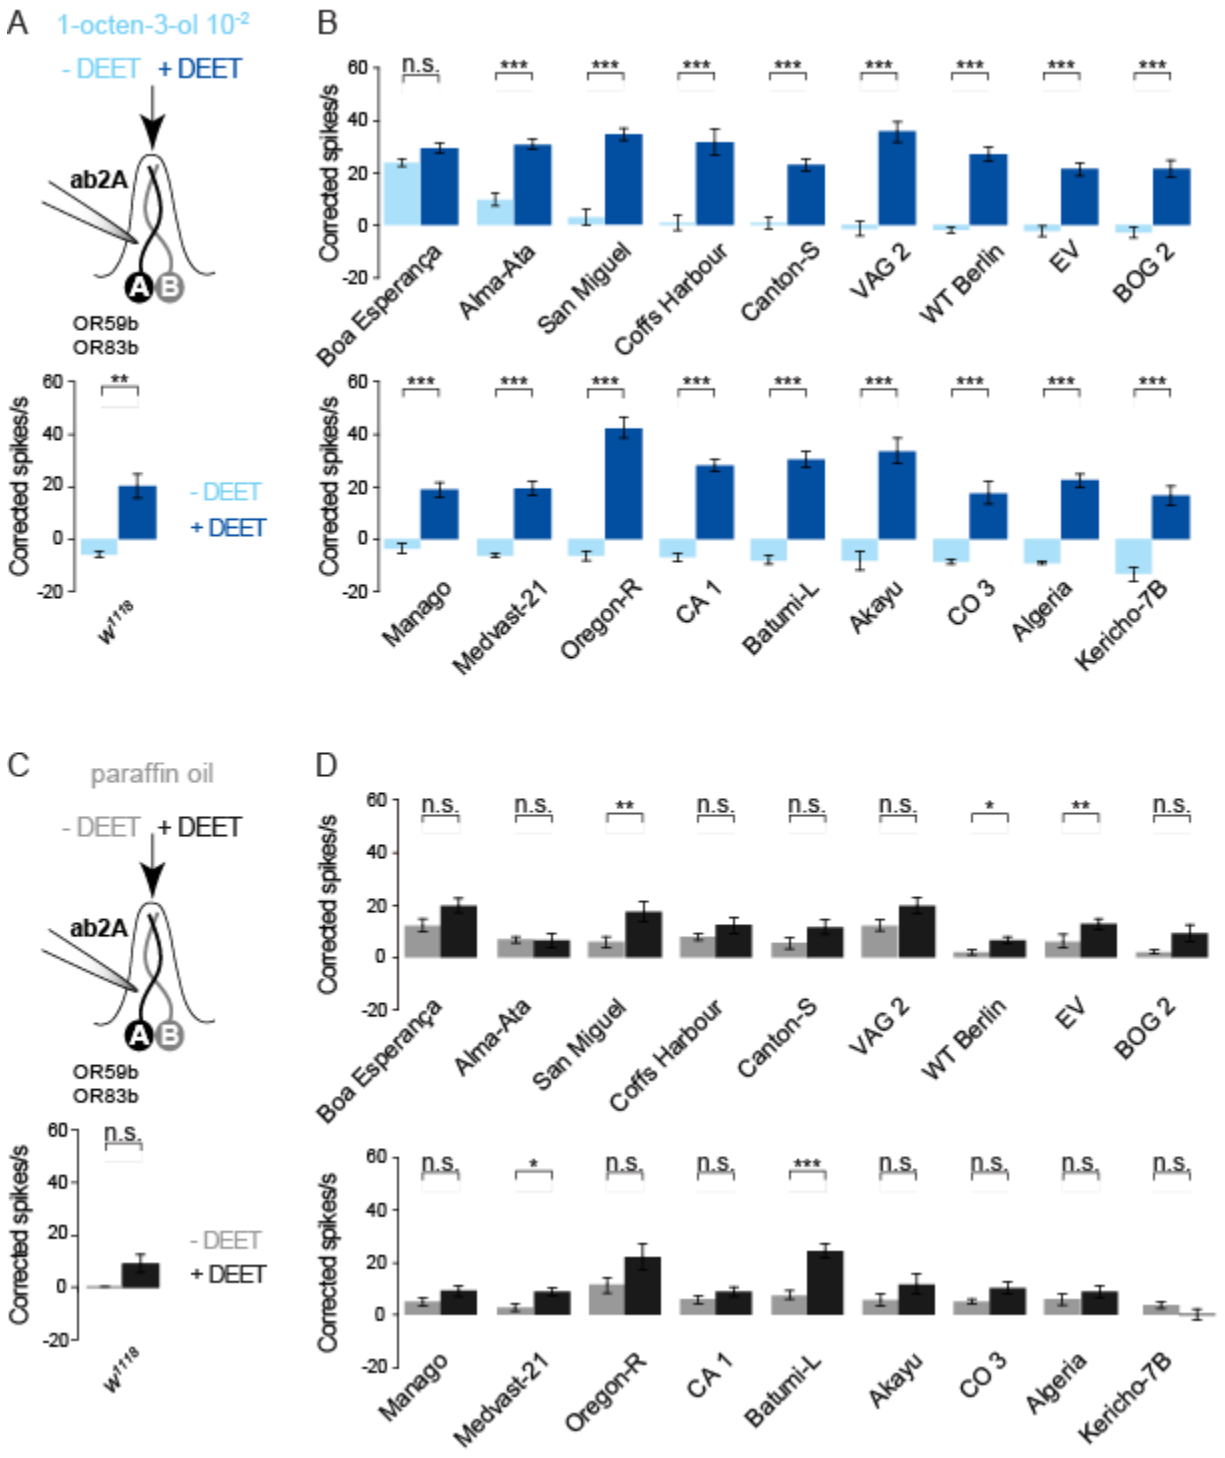 A
1-octen-3-ol 10-2
- DEET + DEET
ab2A
A B
OR59b
OR83b
Corrected spikes/s
60
40
20
0
-20
**
w1118
- DEET
+ DEET
B
Corrected spikes/s
60
40
20
0
-20
n.s. *** *** *** *** *** *** *** ***
Boa Esperança Alma-Ata San Miguel Coffs Harbour Canton-S VAG 2 WT Berlin EV BOG 2
Corrected spikes/s
60
40
20
0
-20
*** *** *** *** *** *** *** *** ***
Manago Medvast-21 Oregon-R CA 1 Batumi-L Akayu CO 3 Algeria Kericho-7B
C
paraffin oil
- DEET + DEET
ab2A
A B
OR59b
OR83b
Corrected spikes/s
60
40
20
0
-20
n.s.
w1118
- DEET
+ DEET
D
Corrected spikes/s
60
40
20
0
-20
n.s. n.s. ** n.s. n.s. n.s. * ** n.s.
Boa Esperança Alma-Ata San Miguel Coffs Harbour Canton-S VAG 2 WT Berlin EV BOG 2
Corrected spikes/s
60
40
20
0
-20
n.s. * n.s. n.s. *** n.s. n.s. n.s. n.s.
Manago Medvast-21 Oregon-R CA 1 Batumi-L Akayu CO 3 Algeria Kericho-7B